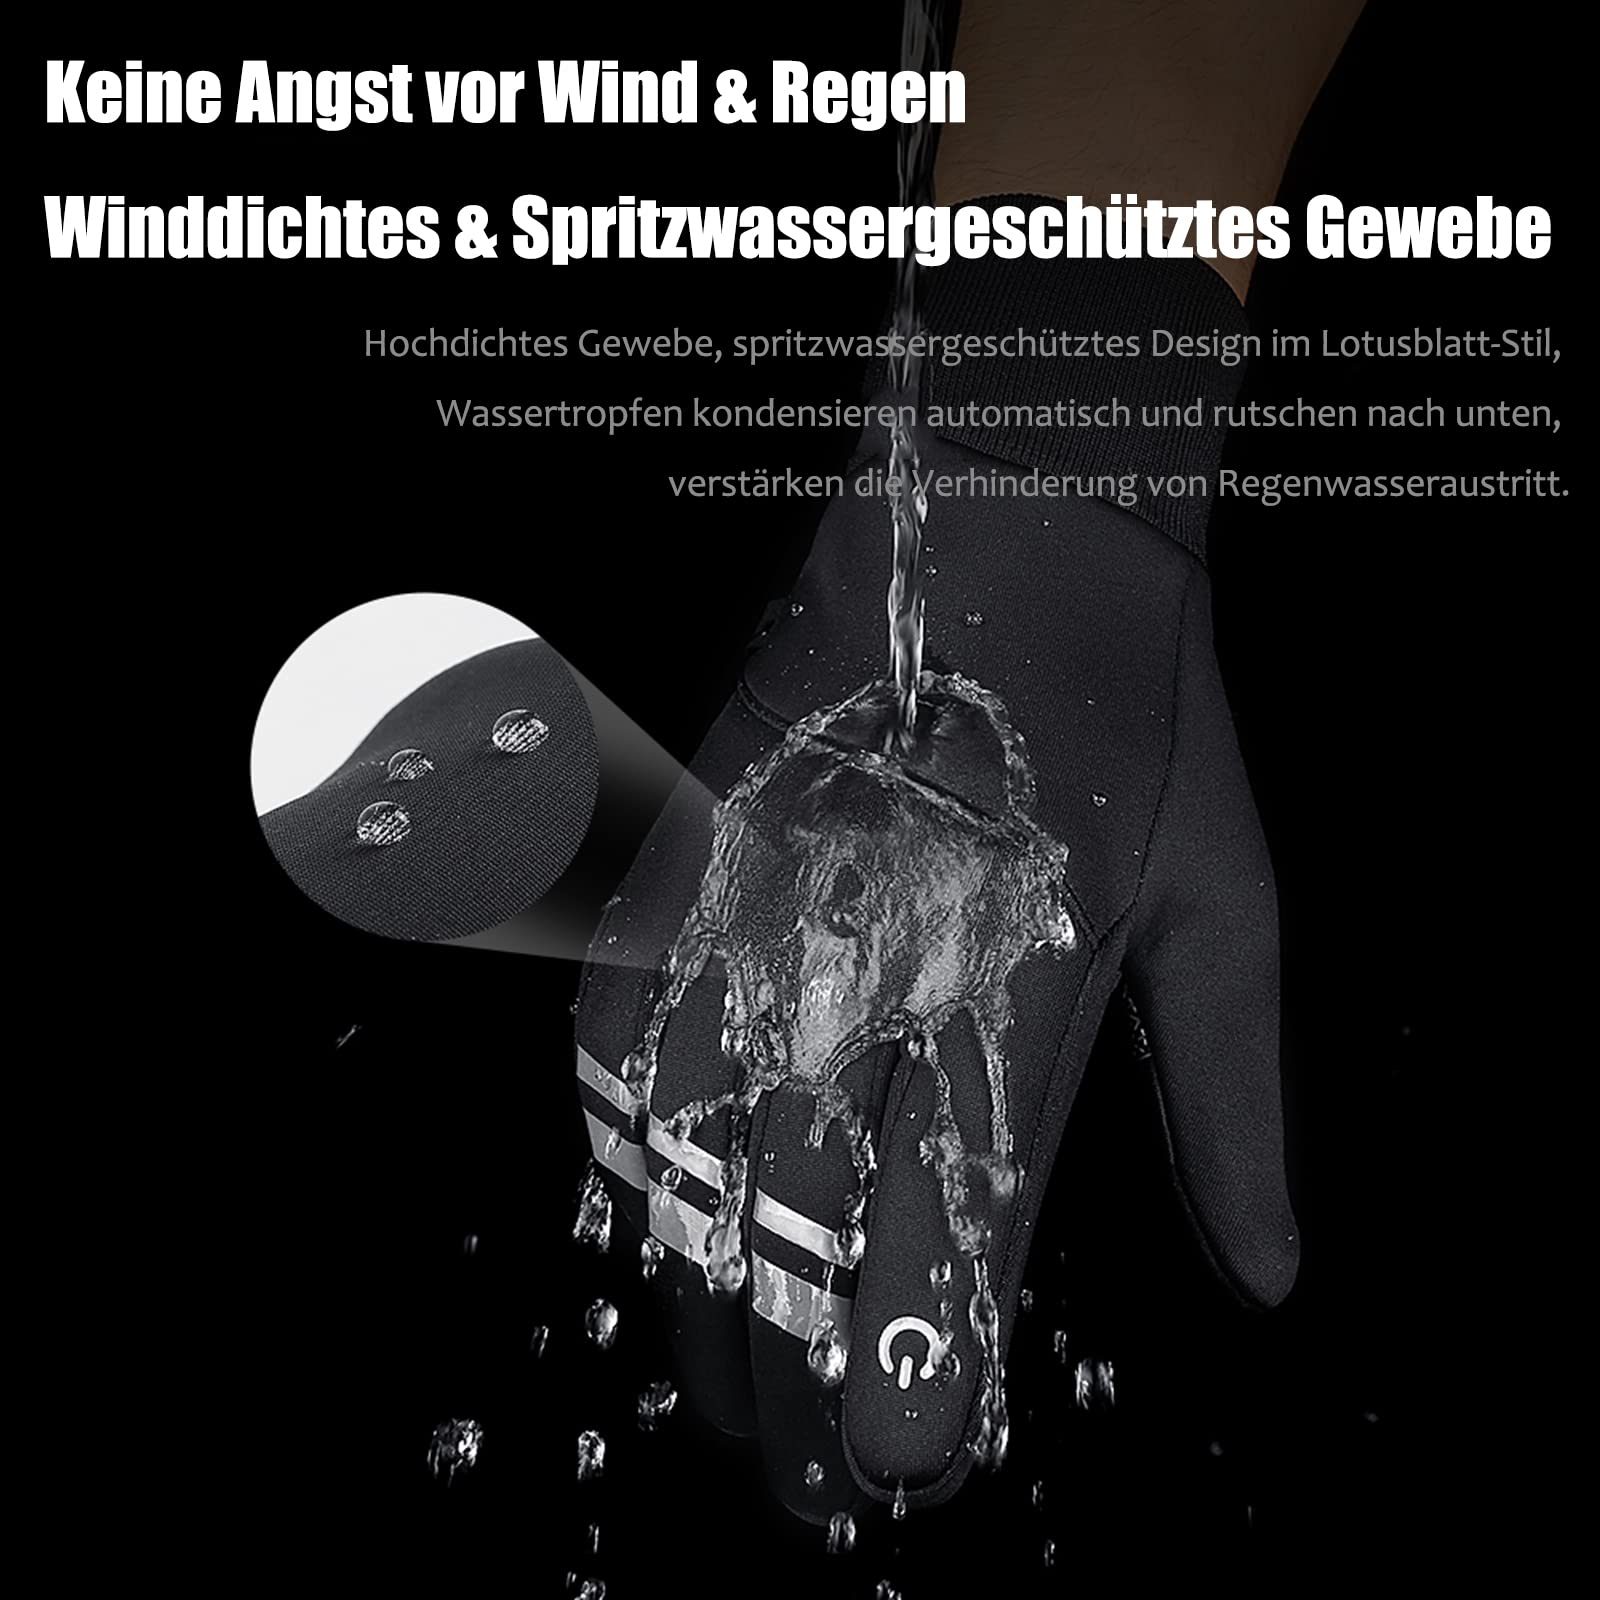 Keine Angst vor Wind & Regen
Winddichtes & Spritzwassergeschütztes Gewebe
Hochdichtes Gewebe, spritzwassergeschütztes Design im Lotusblatt-Stil,
Wassertropfen kondensieren automatisch und rutschen nach unten,
verstärken die Verhinderung von Regenwasseraustritt.